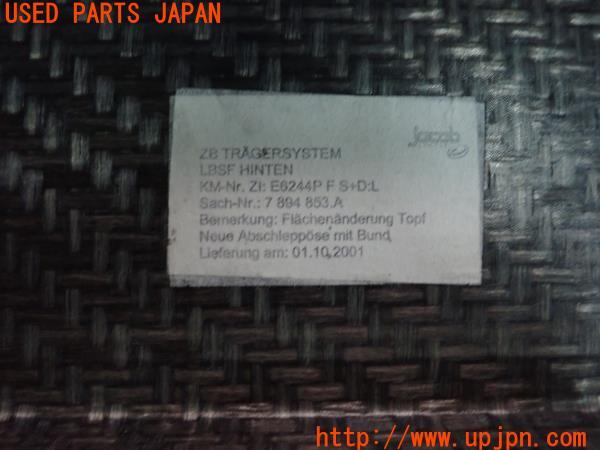 USED PARTS JAPAN
jacob
ZB TRÄGERSYSTEM
LBSF HINTEN
KM-Nr. ZI: E6244P F S+D:L
Sach-Nr.: 7 894 853.A
Bemerkung: Flächenänderung Topf
Neue Abschleppöse mit Bund,
Lieferung am: 01.10.2001
http://www.upjpn.com